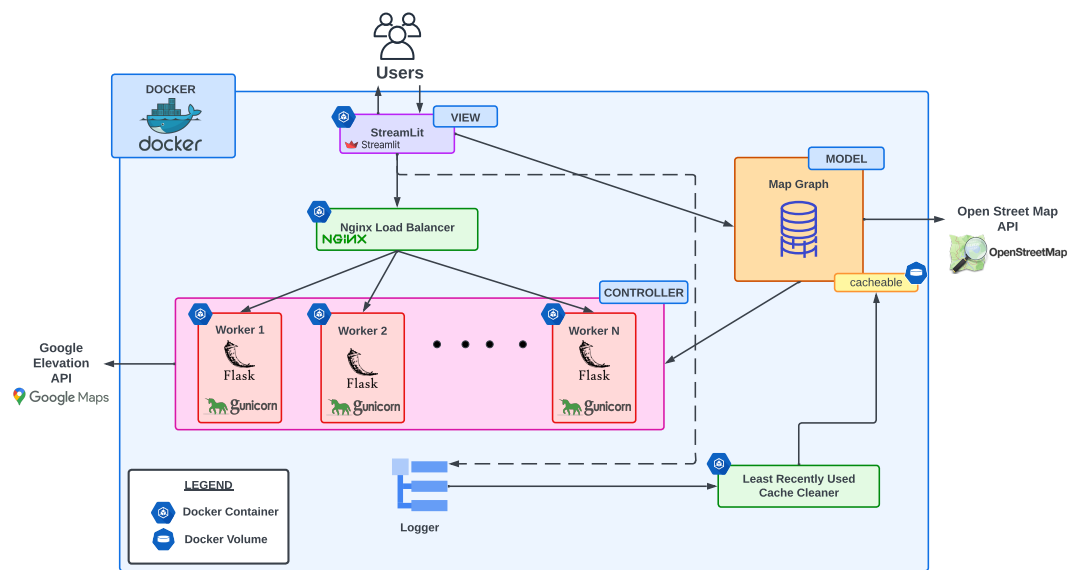 Users
DOCKER
docker
VIEW
StreamLit
Streamlit
MODEL
Map Graph
Open Street Map
API
OpenStreetMap
cacheable
Nginx Load Balancer
NGINX
CONTROLLER
Worker 1
Flask
gunicorn
Worker 2
Flask
gunicorn
Worker N
Flask
gunicorn
Google
Elevation
API
Google Maps
LEGEND
Docker Container
Docker Volume
Logger
Least Recently Used
Cache Cleaner